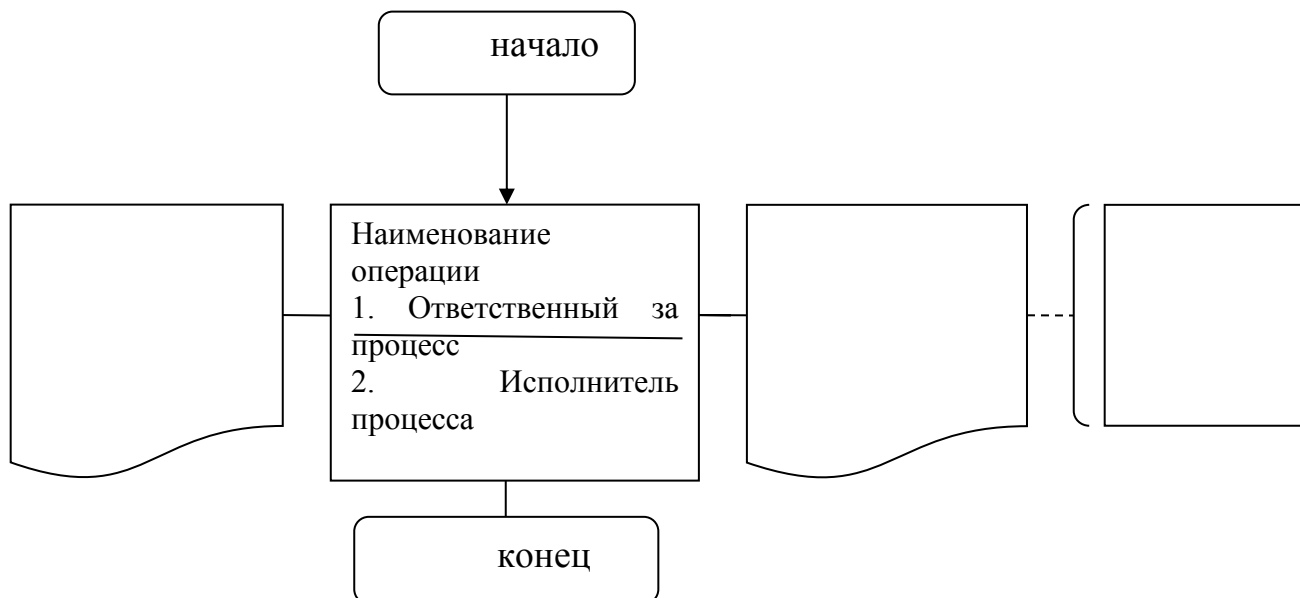 начало
Наименование
операции
1. Ответственный за
процесс
2. Исполнитель
процесса
конец